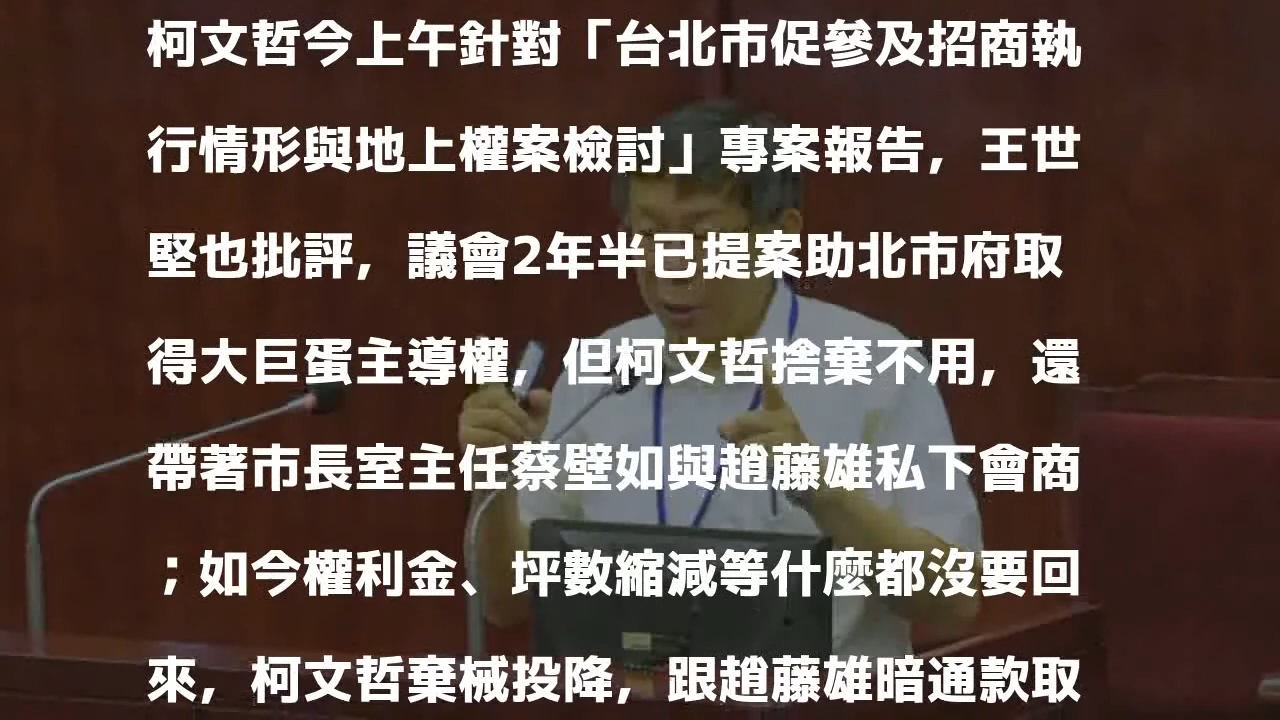 柯文哲今上午針對「台北市促參及招商執
行情形與地上權案檢討」專案報告，王世
堅也批評，議會2年半已提案助北市府取
得大巨蛋主導權，但柯文哲捨棄不用，還
帶著市長室主任蔡壁如與趙藤雄私下會商
；如今權利金、坪數縮減等什麼都沒要回
來，柯文哲棄械投降，跟趙藤雄暗通款取